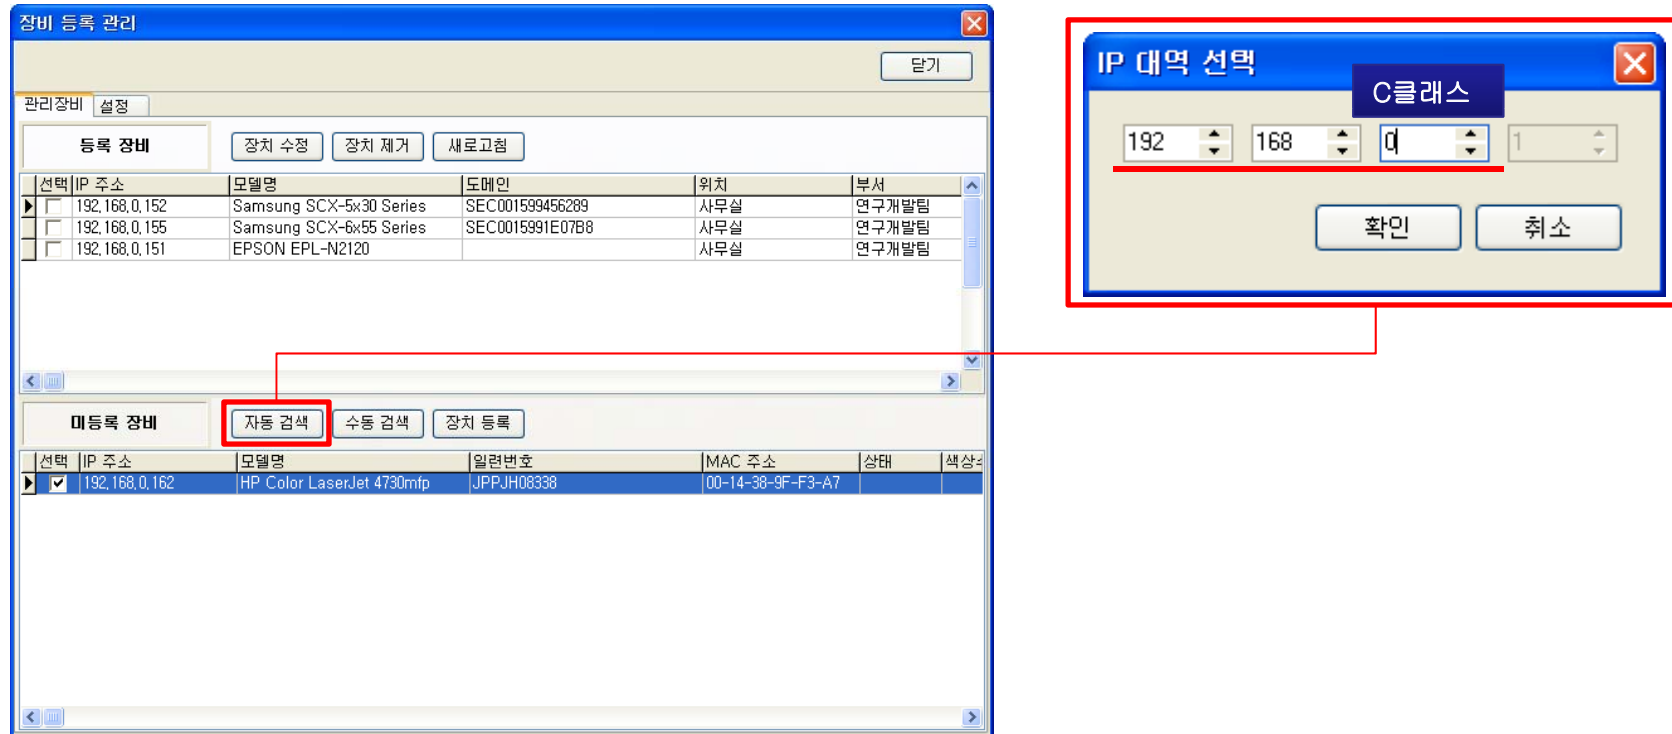 장비 등록 관리
닫기
관리장비 설정
등록 장비 장치 수정 장치 제거 새로고침
선택 IP 주소 모델명 도메인 위치 부서
192,168,0,152 Samsung SCX-5x30 Series SEC001599456289 사무실 연구개발팀
192,168,0,155 Samsung SCX-6x55 Series SEC0015991E07B8 사무실 연구개발팀
192,168,0,151 EPSON EPL-N2120 사무실 연구개발팀
미등록 장비 자동 검색 수동 검색 장치 등록
선택 IP 주소 모델명 일련번호 MAC 주소 상태 색상
192,168,0,162 HP Color LaserJet 4730mfp JPPJH08338 00-14-38-9F-F3-A7
IP 대역 선택
C클래스
192 168 0 1
확인 취소